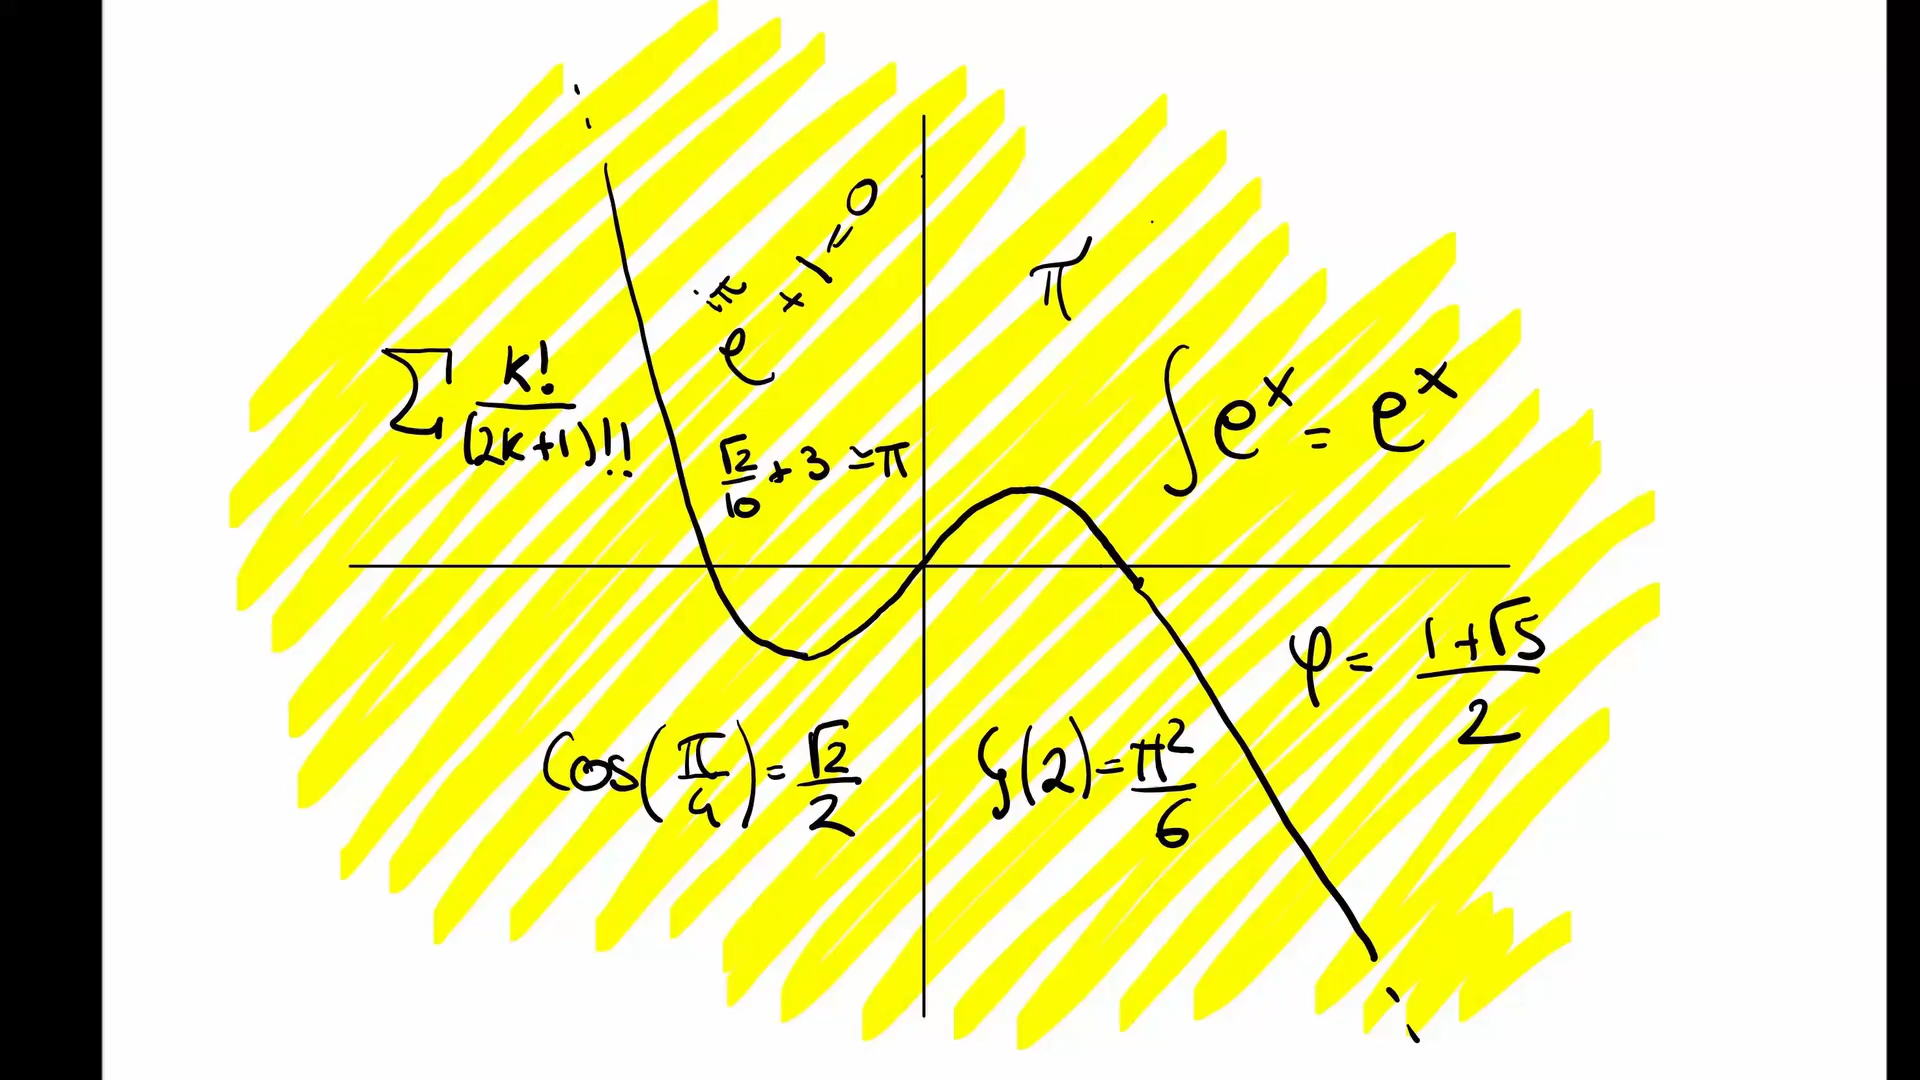 e^{iπ} + 1 = 0
π
∑ k!/(2k+1)!!
∫e^x = e^x
√2/10 + 3 ≃ π
φ = (1+√5)/2
cos(π/4) = √2/2
ζ(2) = π²/6